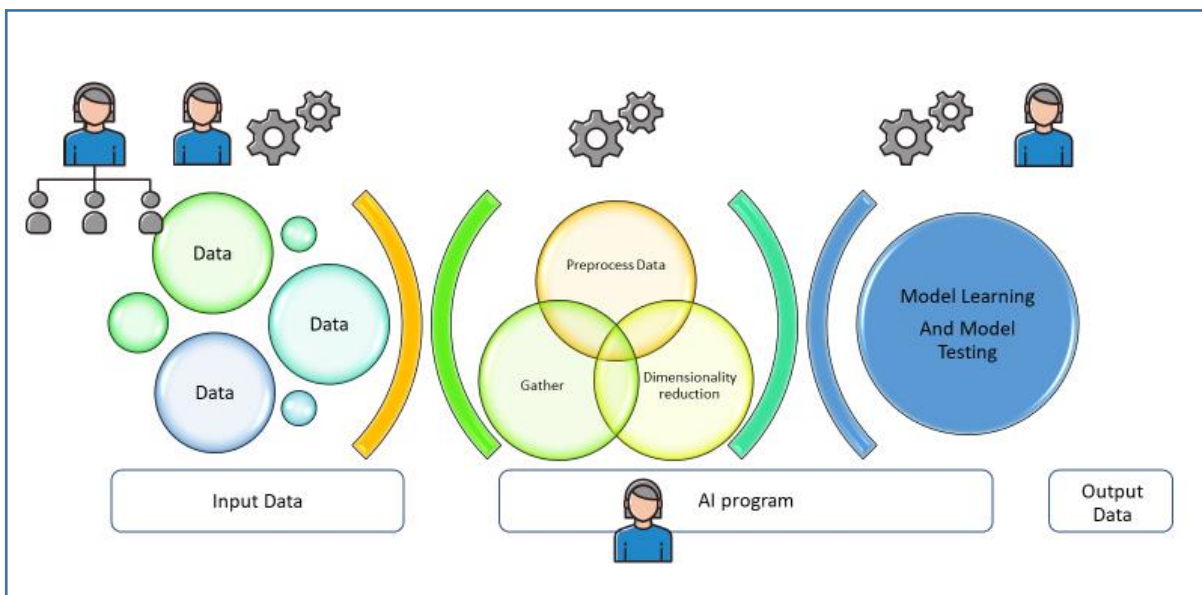 Data
Data
Data
Preprocess Data
Gather
Dimensionality
reduction
Model Learning
And Model
Testing
Input Data
AI program
Output
Data